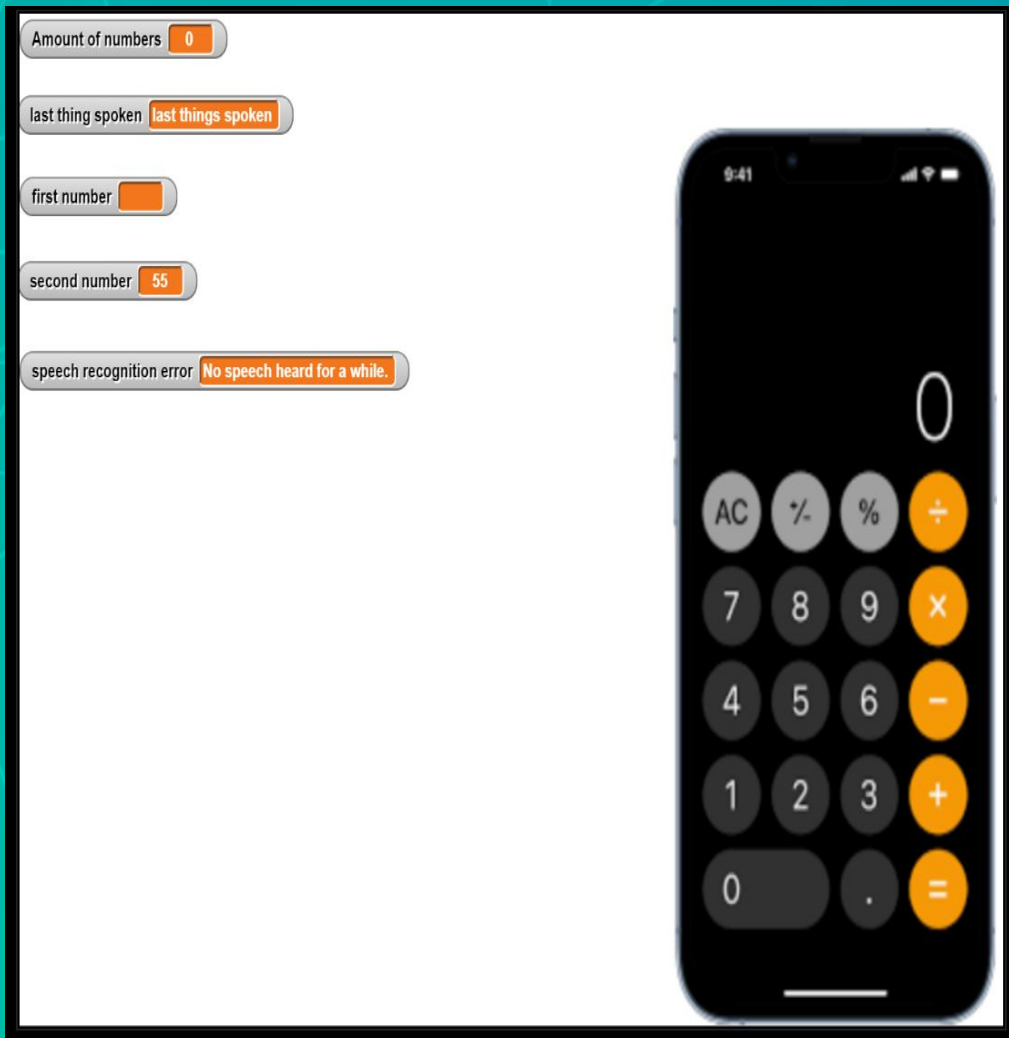 Amount of numbers 0
last thing spoken last things spoken
first number
second number 55
speech recognition error No speech heard for a while.
9:41
0
AC +/- % ÷
7 8 9 ×
4 5 6 −
1 2 3 +
0 . =